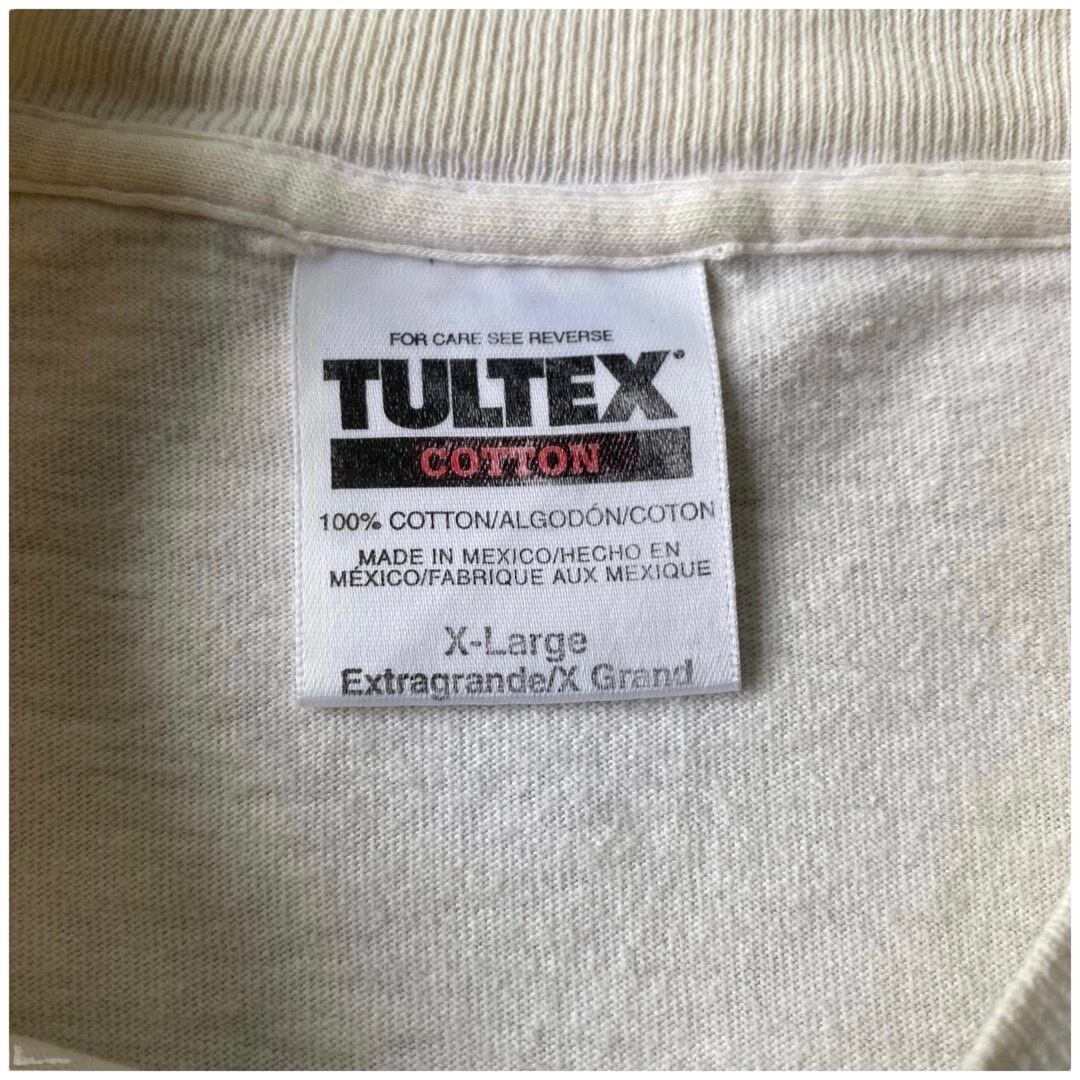 FOR CARE SEE REVERSE
TULTEX®
COTTON
100% COTTON/ALGODÓN/COTON
MADE IN MEXICO/HECHO EN
MÉXICO/FABRIQUE AUX MEXIQUE
X-Large
Extragrande/X Grand